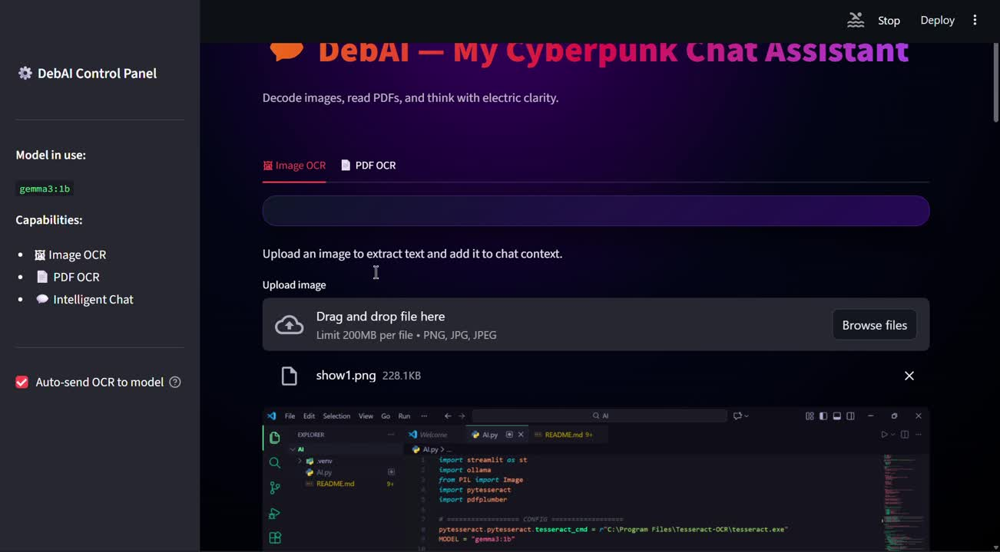 Stop
Deploy
DebAI Control Panel
Model in use:
gemma3:1b
Capabilities:
Image OCR
PDF OCR
Intelligent Chat
Auto-send OCR to model
DebAI — My Cyberpunk Chat Assistant
Decode images, read PDFs, and think with electric clarity.
Image OCR
PDF OCR
Upload an image to extract text and add it to chat context.
Upload image
Drag and drop file here
Limit 200MB per file • PNG, JPG, JPEG
Browse files
show1.png 228.1KB
File Edit Selection View Go Run ··· AI
EXPLORER ···
Welcome AI.py README.md 9+
AI
AI.py > ...
.venv
AI.py
README.md 9+
1 import streamlit as st
2 import ollama
3 from PIL import Image
4 import pytesseract
5 import pdfplumber
6
7 # ================== CONFIG ==================
8 pytesseract.pytesseract.tesseract_cmd = r"C:\Program Files\Tesseract-OCR\tesseract.exe"
9 MODEL = "gemma3:1b"
10